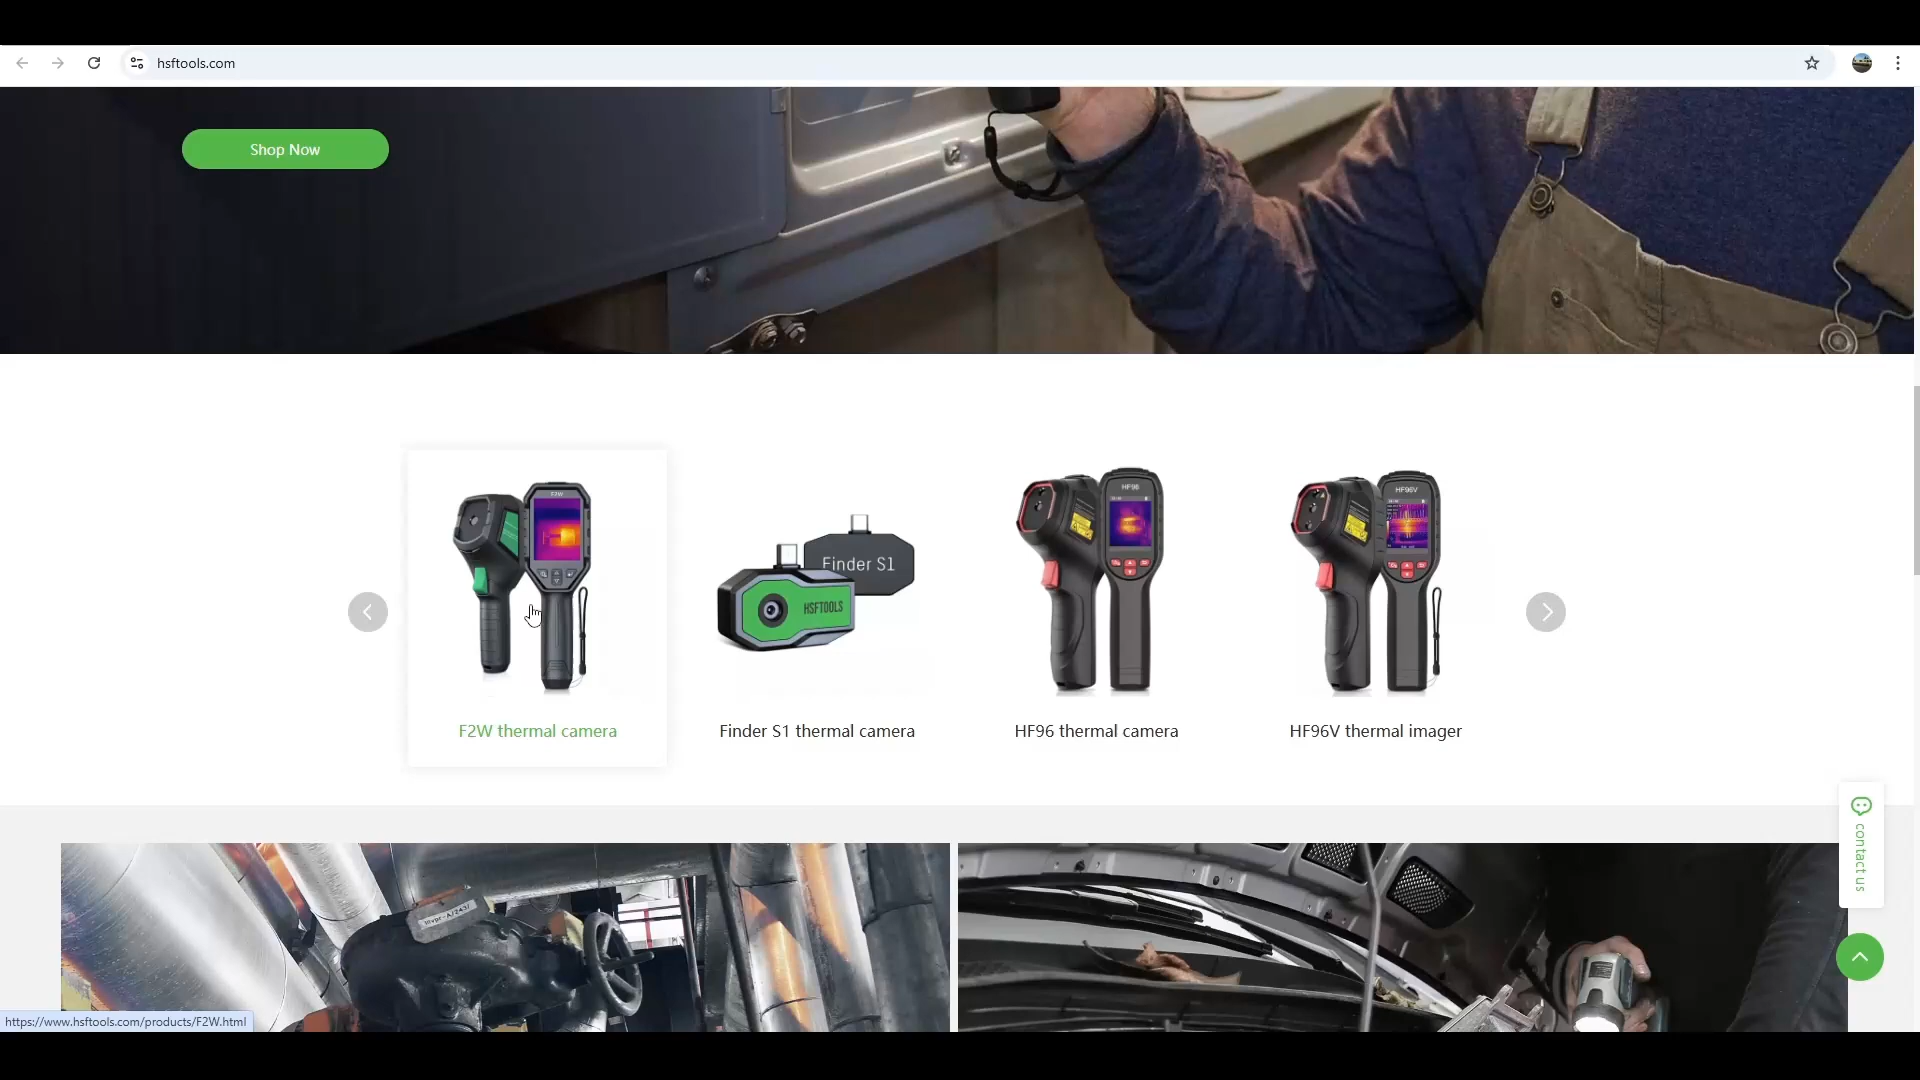 hsftools.com
Shop Now
F2W
Finder S1
HSFTOOLS
HF96
HF96V
F2W thermal camera
Finder S1 thermal camera
HF96 thermal camera
HF96V thermal imager
contact us
https://www.hsftools.com/products/F2W.html